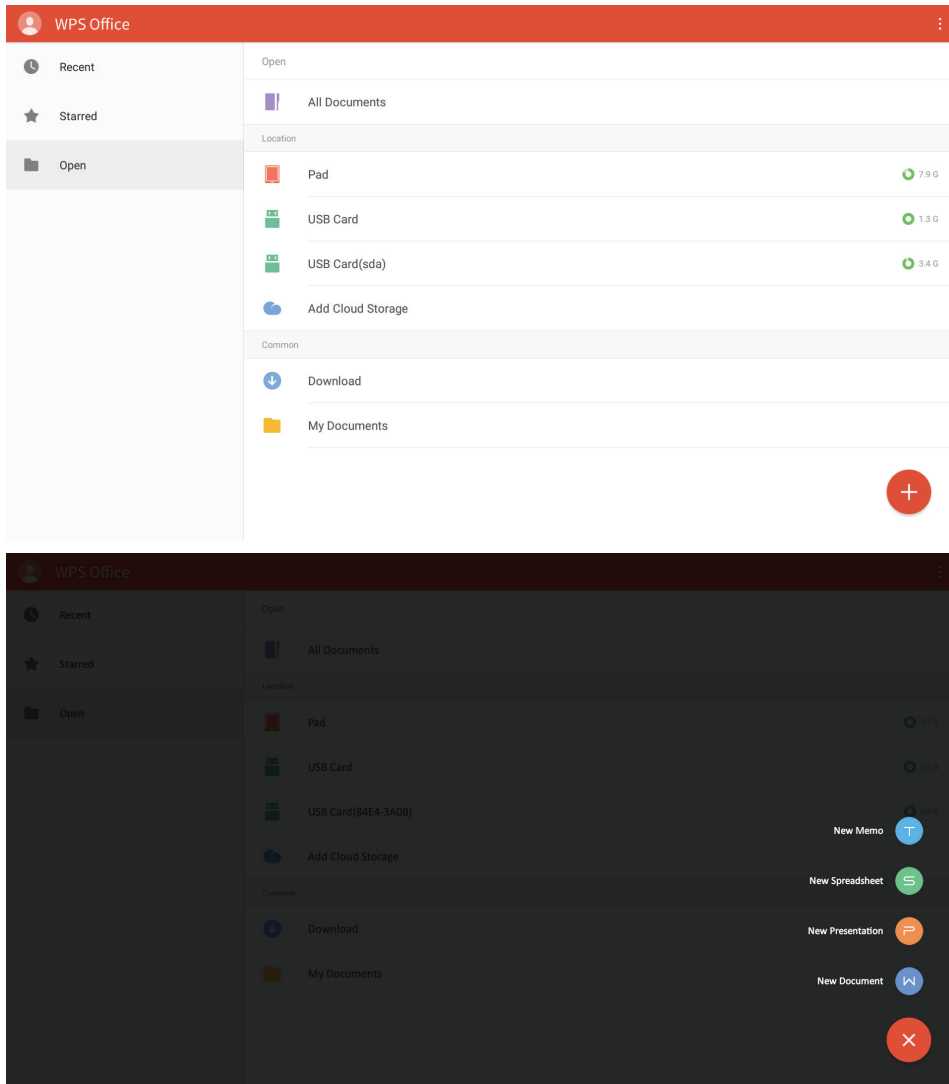 WPS Office
Recent
Starred
Open
Open
All Documents
Location
Pad
7.9 G
USB Card
1.3 G
USB Card(sda)
3.4 G
Add Cloud Storage
Common
Download
My Documents
WPS Office
Recent
Starred
Open
Open
All Documents
Location
Pad
USB Card
USB Card(84E4-3A0B)
Add Cloud Storage
Common
Download
My Documents
New Memo
New Spreadsheet
New Presentation
New Document